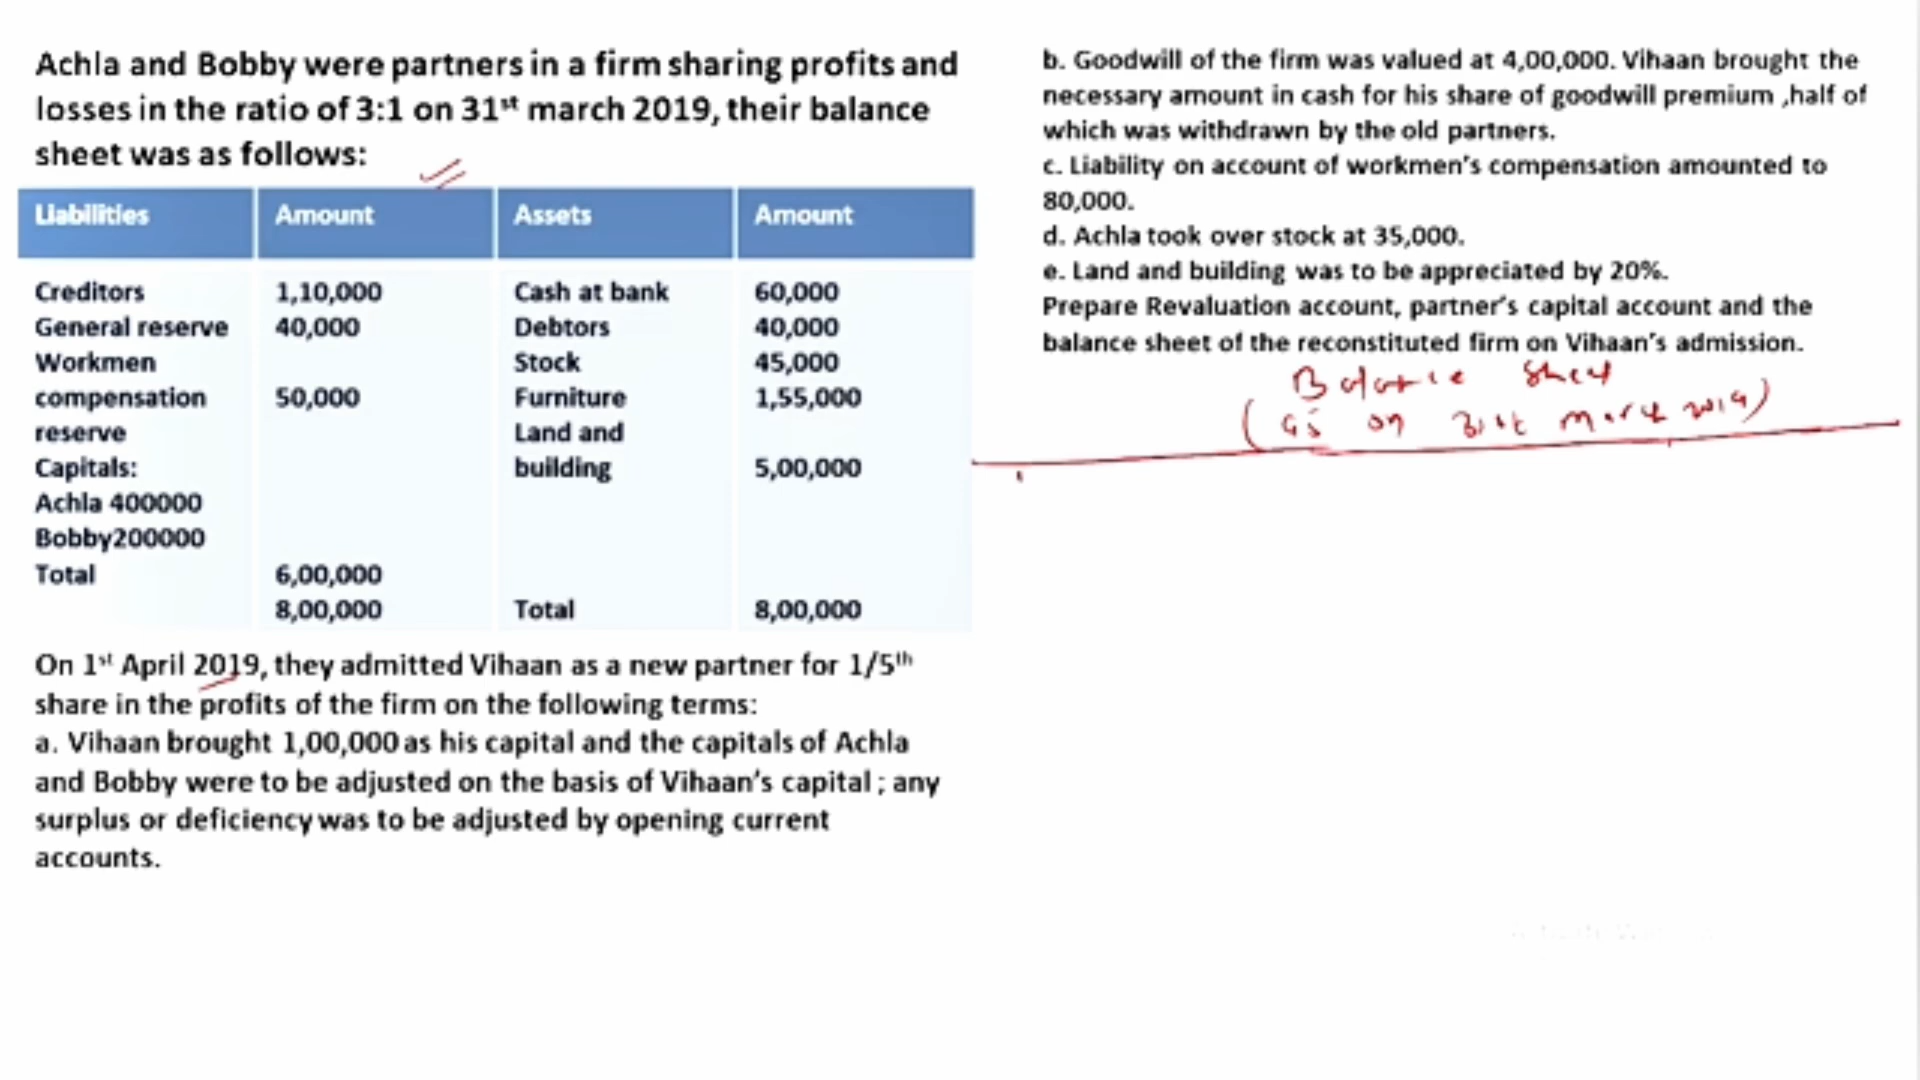 Achla and Bobby were partners in a firm sharing profits and
losses in the ratio of 3:1 on 31st march 2019, their balance
sheet was as follows:
Liabilities Amount Assets Amount
Creditors 1,10,000 Cash at bank 60,000
General reserve 40,000 Debtors 40,000
Workmen Stock 45,000
compensation 50,000 Furniture 1,55,000
reserve Land and
Capitals: building 5,00,000
Achla 400000
Bobby200000
Total 6,00,000
8,00,000 Total 8,00,000
On 1st April 2019, they admitted Vihaan as a new partner for 1/5th
share in the profits of the firm on the following terms:
a. Vihaan brought 1,00,000 as his capital and the capitals of Achla
and Bobby were to be adjusted on the basis of Vihaan's capital ; any
surplus or deficiency was to be adjusted by opening current
accounts.
b. Goodwill of the firm was valued at 4,00,000. Vihaan brought the
necessary amount in cash for his share of goodwill premium ,half of
which was withdrawn by the old partners.
c. Liability on account of workmen's compensation amounted to
80,000.
d. Achla took over stock at 35,000.
e. Land and building was to be appreciated by 20%.
Prepare Revaluation account, partner's capital account and the
balance sheet of the reconstituted firm on Vihaan's admission.
Balance Sheet
(as on 31st March 2019)